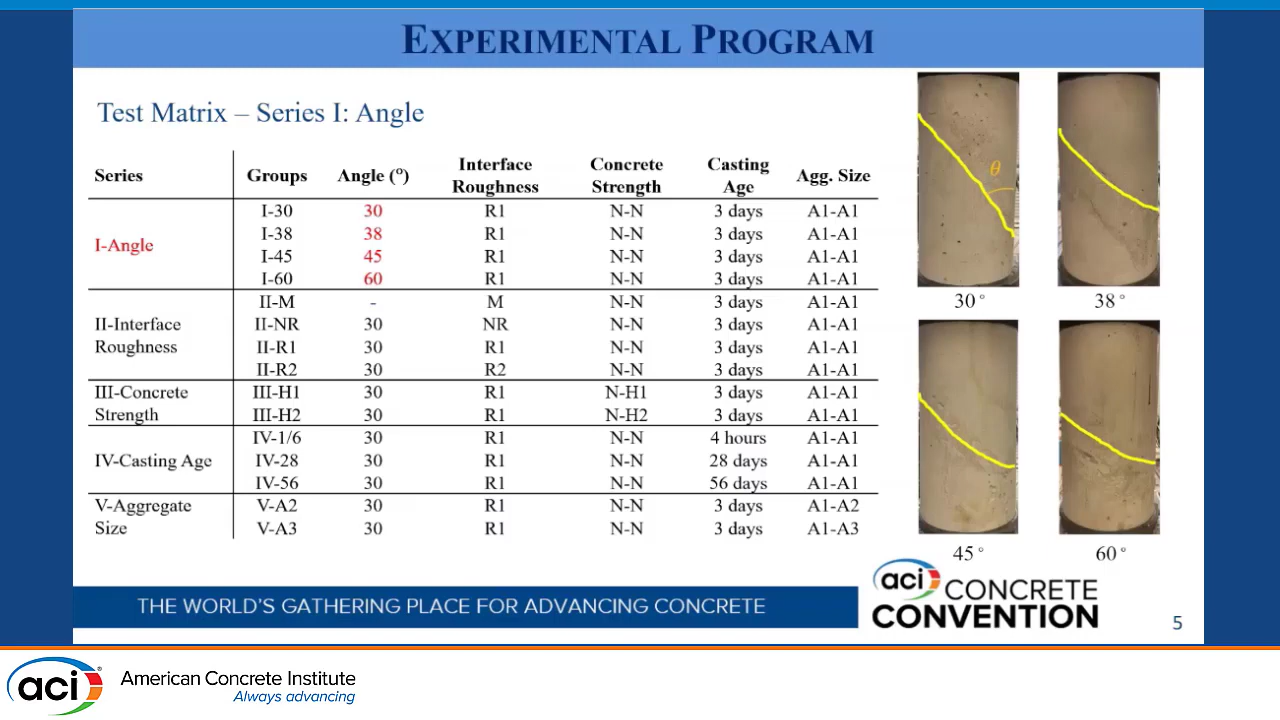 EXPERIMENTAL PROGRAM
Test Matrix – Series I: Angle
Series Groups Angle (º) Interface Roughness Concrete Strength Casting Age Agg. Size
I-Angle
I-30 30 R1 N-N 3 days A1-A1
I-38 38 R1 N-N 3 days A1-A1
I-45 45 R1 N-N 3 days A1-A1
I-60 60 R1 N-N 3 days A1-A1
II-Interface Roughness
II-M - M N-N 3 days A1-A1
II-NR 30 NR N-N 3 days A1-A1
II-R1 30 R1 N-N 3 days A1-A1
II-R2 30 R2 N-N 3 days A1-A1
III-Concrete Strength
III-H1 30 R1 N-H1 3 days A1-A1
III-H2 30 R1 N-H2 3 days A1-A1
IV-Casting Age
IV-1/6 30 R1 N-N 4 hours A1-A1
IV-28 30 R1 N-N 28 days A1-A1
IV-56 30 R1 N-N 56 days A1-A1
V-Aggregate Size
V-A2 30 R1 N-N 3 days A1-A2
V-A3 30 R1 N-N 3 days A1-A3
θ
30 °
38 °
45 °
60 °
THE WORLD'S GATHERING PLACE FOR ADVANCING CONCRETE
aci CONCRETE
CONVENTION
5
aci® American Concrete Institute
Always advancing